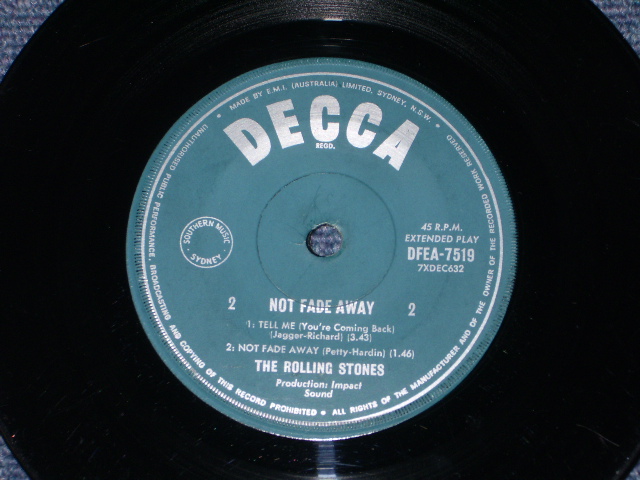 • MADE BY E.M.I. (AUSTRALIA) LIMITED, SYDNEY, N.S.W. •
UNAUTHORISED PUBLIC PERFORMANCE, BROADCASTING AND COPYING OF THIS RECORD PROHIBITED • ALL RIGHTS OF THE MANUFACTURER AND OF THE OWNER OF THE RECORDED WORK RESERVED
DECCA
REGD.
SOUTHERN MUSIC
SYDNEY
45 R.P.M.
EXTENDED PLAY
DFEA-7519
7XDEC632
2 NOT FADE AWAY 2
1: TELL ME (You're Coming Back)
(Jagger-Richard) (3.43)
2: NOT FADE AWAY (Petty-Hardin) (1.46)
THE ROLLING STONES
Production: Impact
Sound